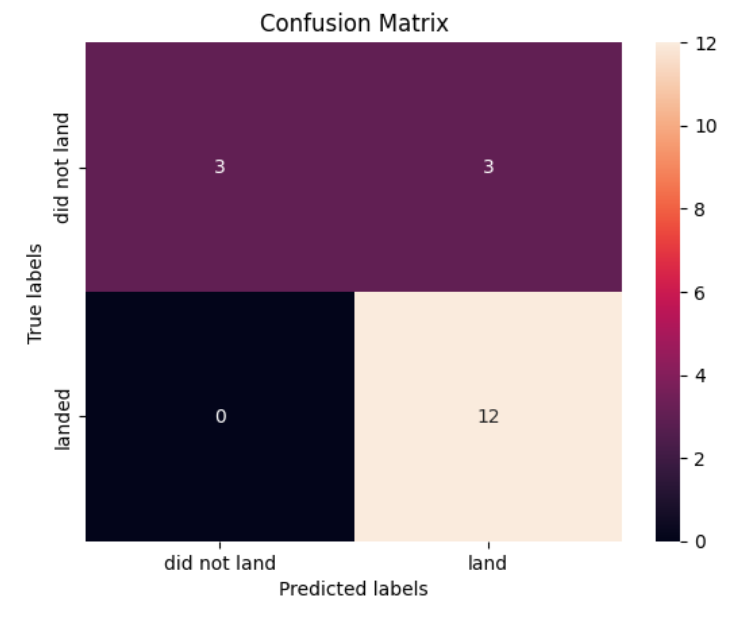 Confusion Matrix
True labels
did not land
landed
3
3
0
12
did not land
land
Predicted labels
12
10
8
6
4
2
0